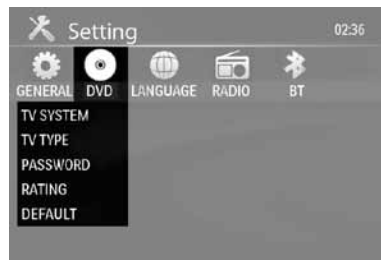 Setting 02:36
GENERAL DVD LANGUAGE RADIO BT
TV SYSTEM
TV TYPE
PASSWORD
RATING
DEFAULT